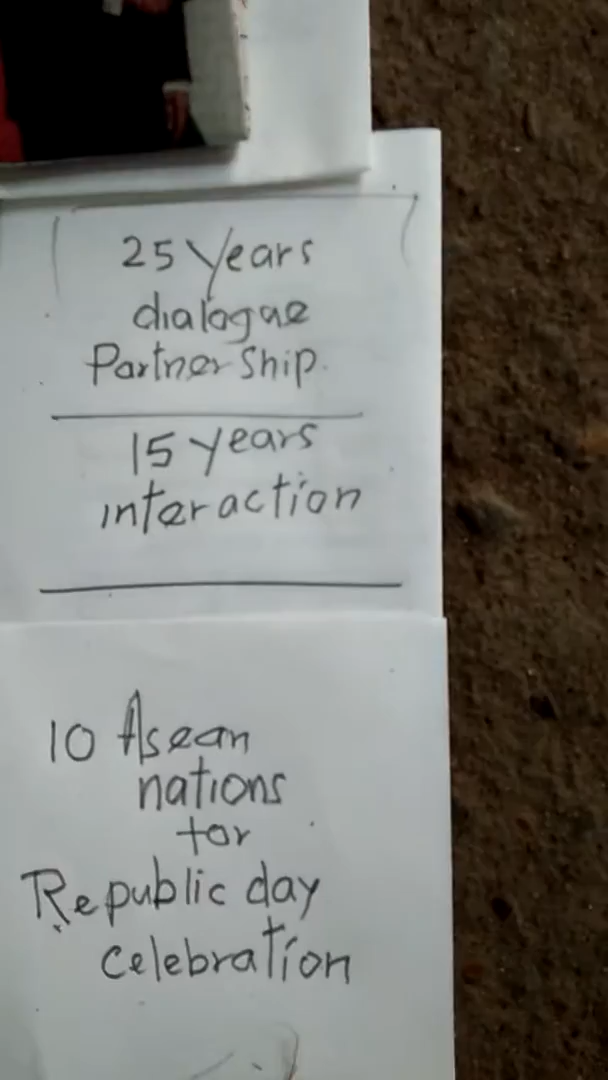 25 Years
dialogue
Partnership
15 years
interaction
10 Asean
nations
for
Republic day
celebration